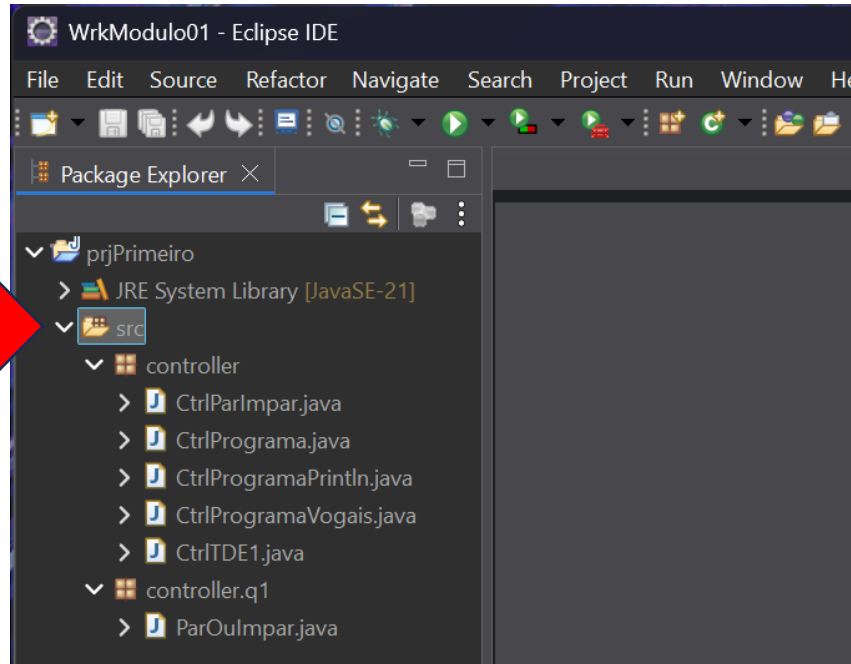 WrkModulo01 - Eclipse IDE
File Edit Source Refactor Navigate Search Project Run Window
Package Explorer
prjPrimeiro
JRE System Library [JavaSE-21]
src
controller
CtrlParImpar.java
CtrlPrograma.java
CtrlProgramaPrintln.java
CtrlProgramaVogais.java
CtrlTDE1.java
controller.q1
ParOuImpar.java